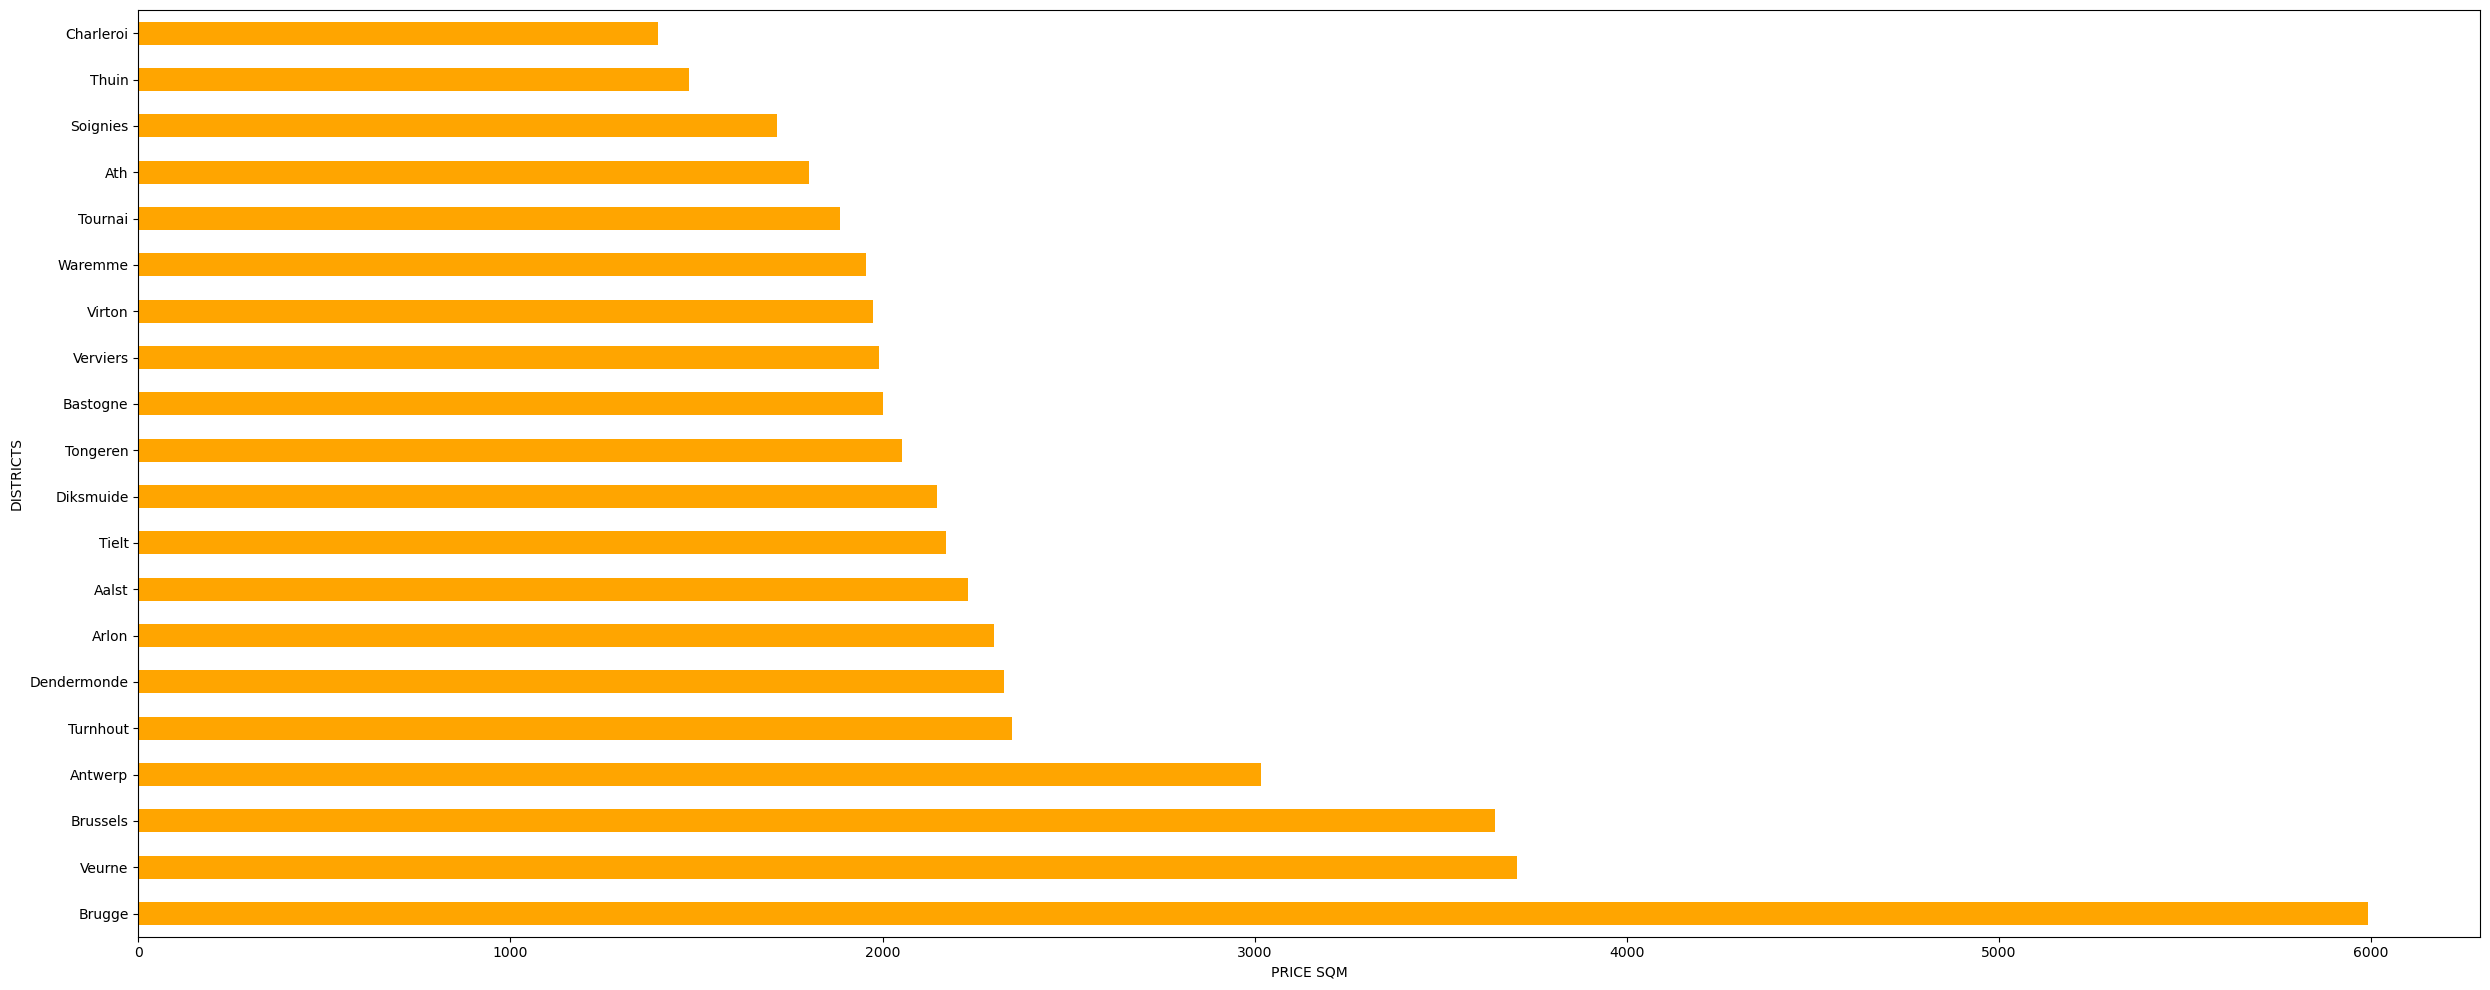 Charleroi
Thuin
Soignies
Ath
Tournai
Waremme
Virton
Verviers
Bastogne
Tongeren
Diksmuide
Tielt
Aalst
Arlon
Dendermonde
Turnhout
Antwerp
Brussels
Veurne
Brugge
DISTRICTS
0 1000 2000 3000 4000 5000 6000
PRICE SQM